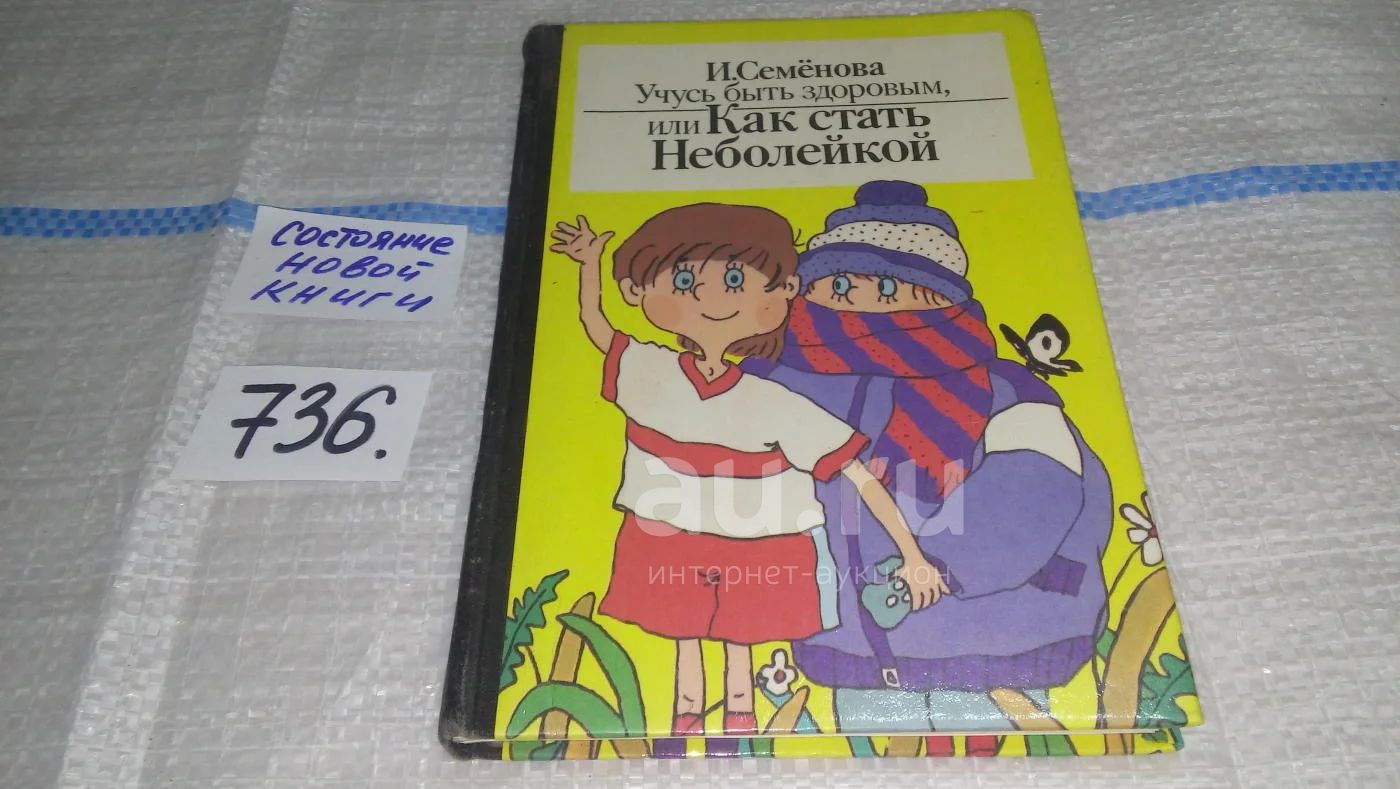 И.Семёнова
Учусь быть здоровым,
или Как стать
Неболейкой
Состояние
новой
книги
736.
au.ru
интернет-аукцион